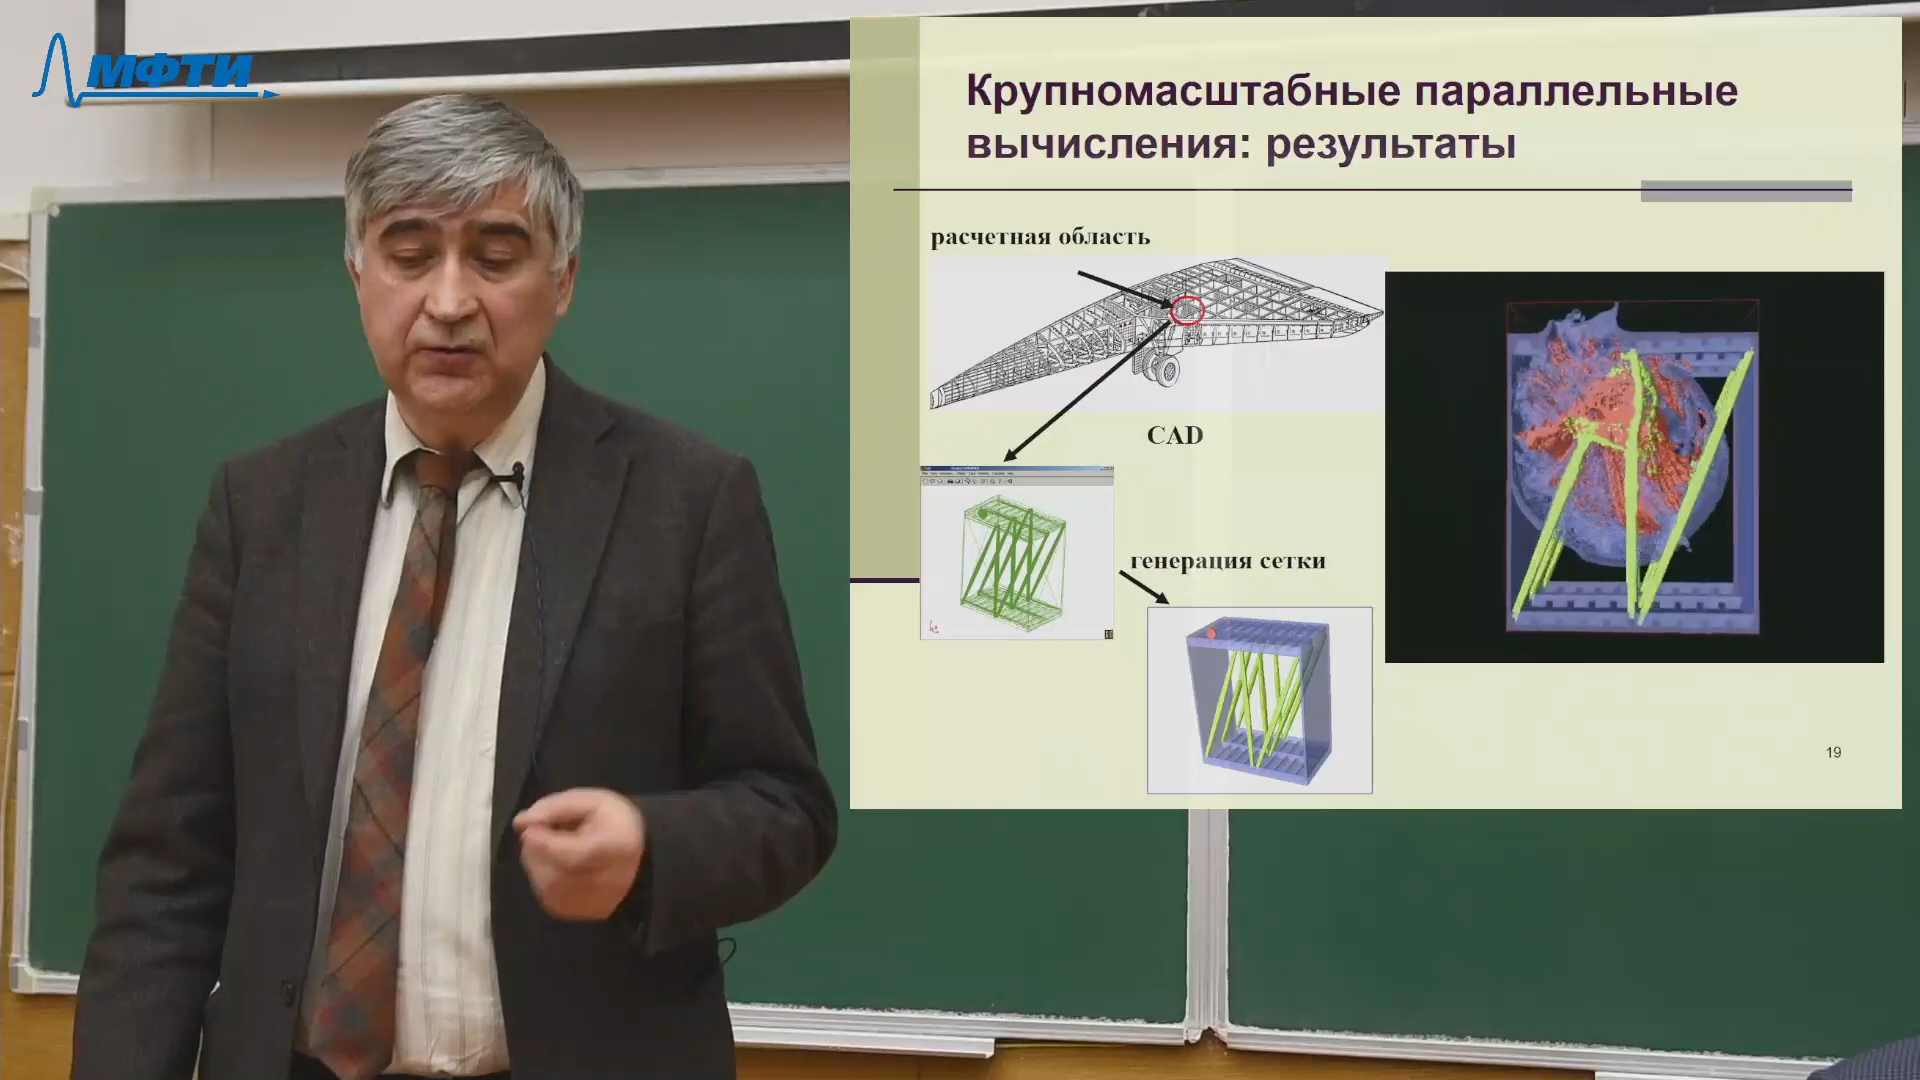 МФТИ
Крупномасштабные параллельные
вычисления: результаты
расчетная область
CAD
генерация сетки
19